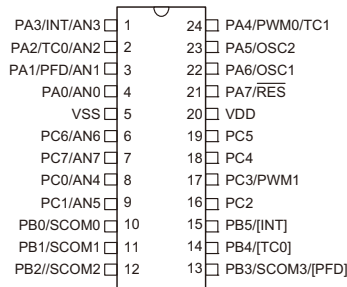 PA3/INT/AN3 1 24 PA4/PWM0/TC1
PA2/TC0/AN2 2 23 PA5/OSC2
PA1/PFD/AN1 3 22 PA6/OSC1
PA0/AN0 4 21 PA7/RES
VSS 5 20 VDD
PC6/AN6 6 19 PC5
PC7/AN7 7 18 PC4
PC0/AN4 8 17 PC3/PWM1
PC1/AN5 9 16 PC2
PB0/SCOM0 10 15 PB5/[INT]
PB1/SCOM1 11 14 PB4/[TC0]
PB2//SCOM2 12 13 PB3/SCOM3/[PFD]